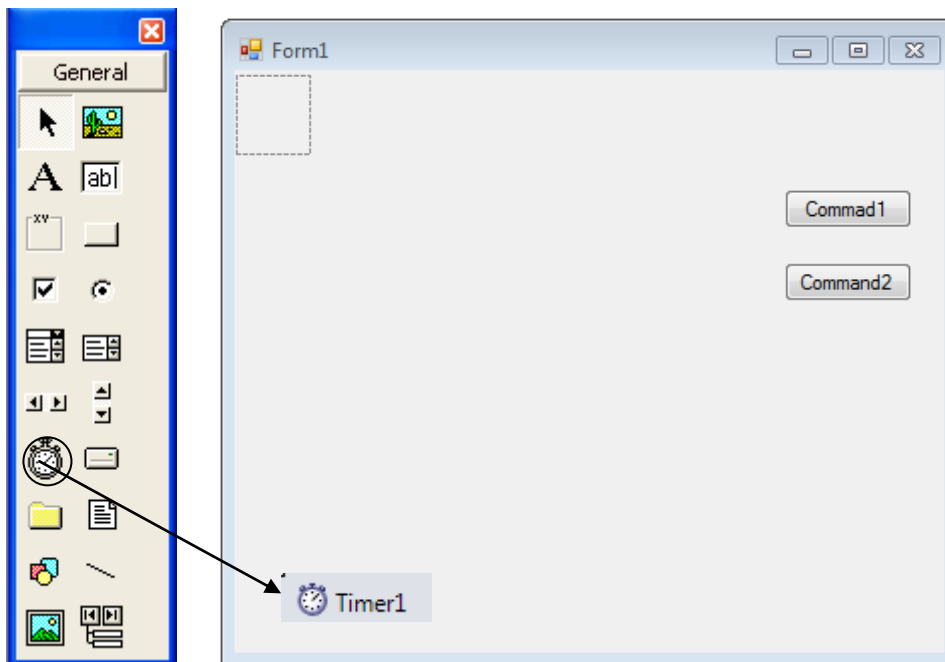 General
A
abl
xy
Form1
Commad1
Command2
Timer1